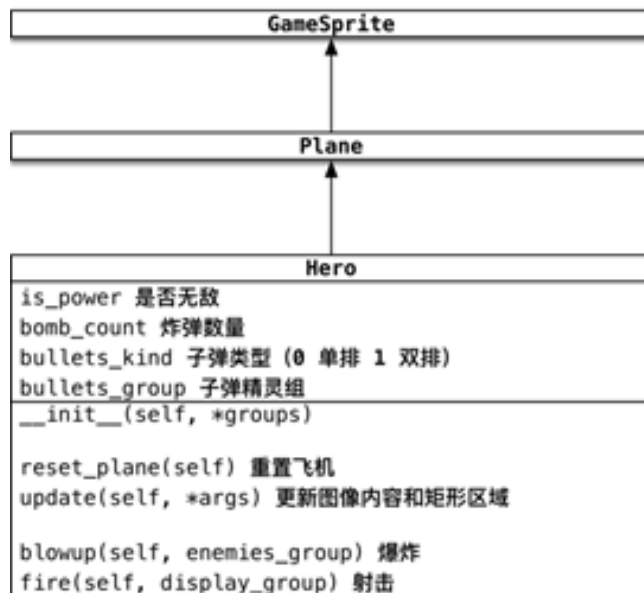 GameSprite
Plane
Hero
is_power 是否无敌
bomb_count 炸弹数量
bullets_kind 子弹类型 (0 单排 1 双排)
bullets_group 子弹精灵组
__init__(self, *groups)
reset_plane(self) 重置飞机
update(self, *args) 更新图像内容和矩形区域
blowup(self, enemies_group) 爆炸
fire(self, display_group) 射击